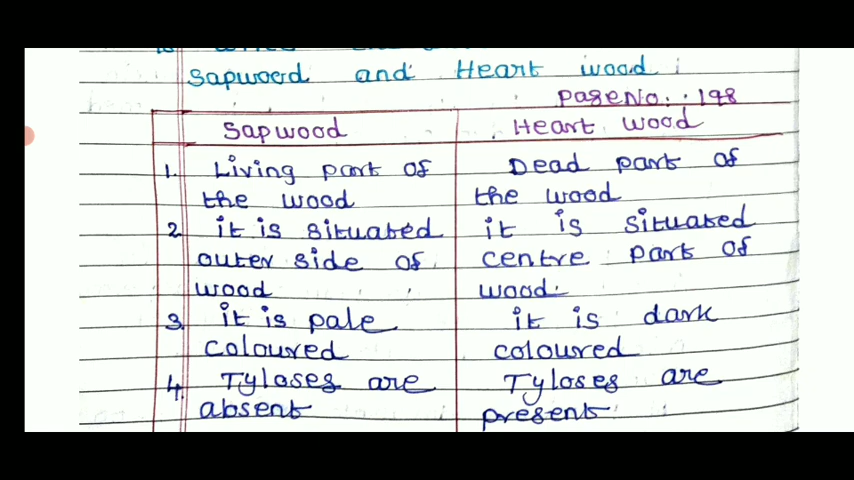 Sapwood and Heart wood
Page No: 198
Sapwood Heart wood
1. Living part of Dead part of
the wood the wood
2 it is situated it is situated
outer side of centre part of
wood wood.
3 it is pale it is dark
coloured coloured
4. Tyloses are Tyloses are
absent present